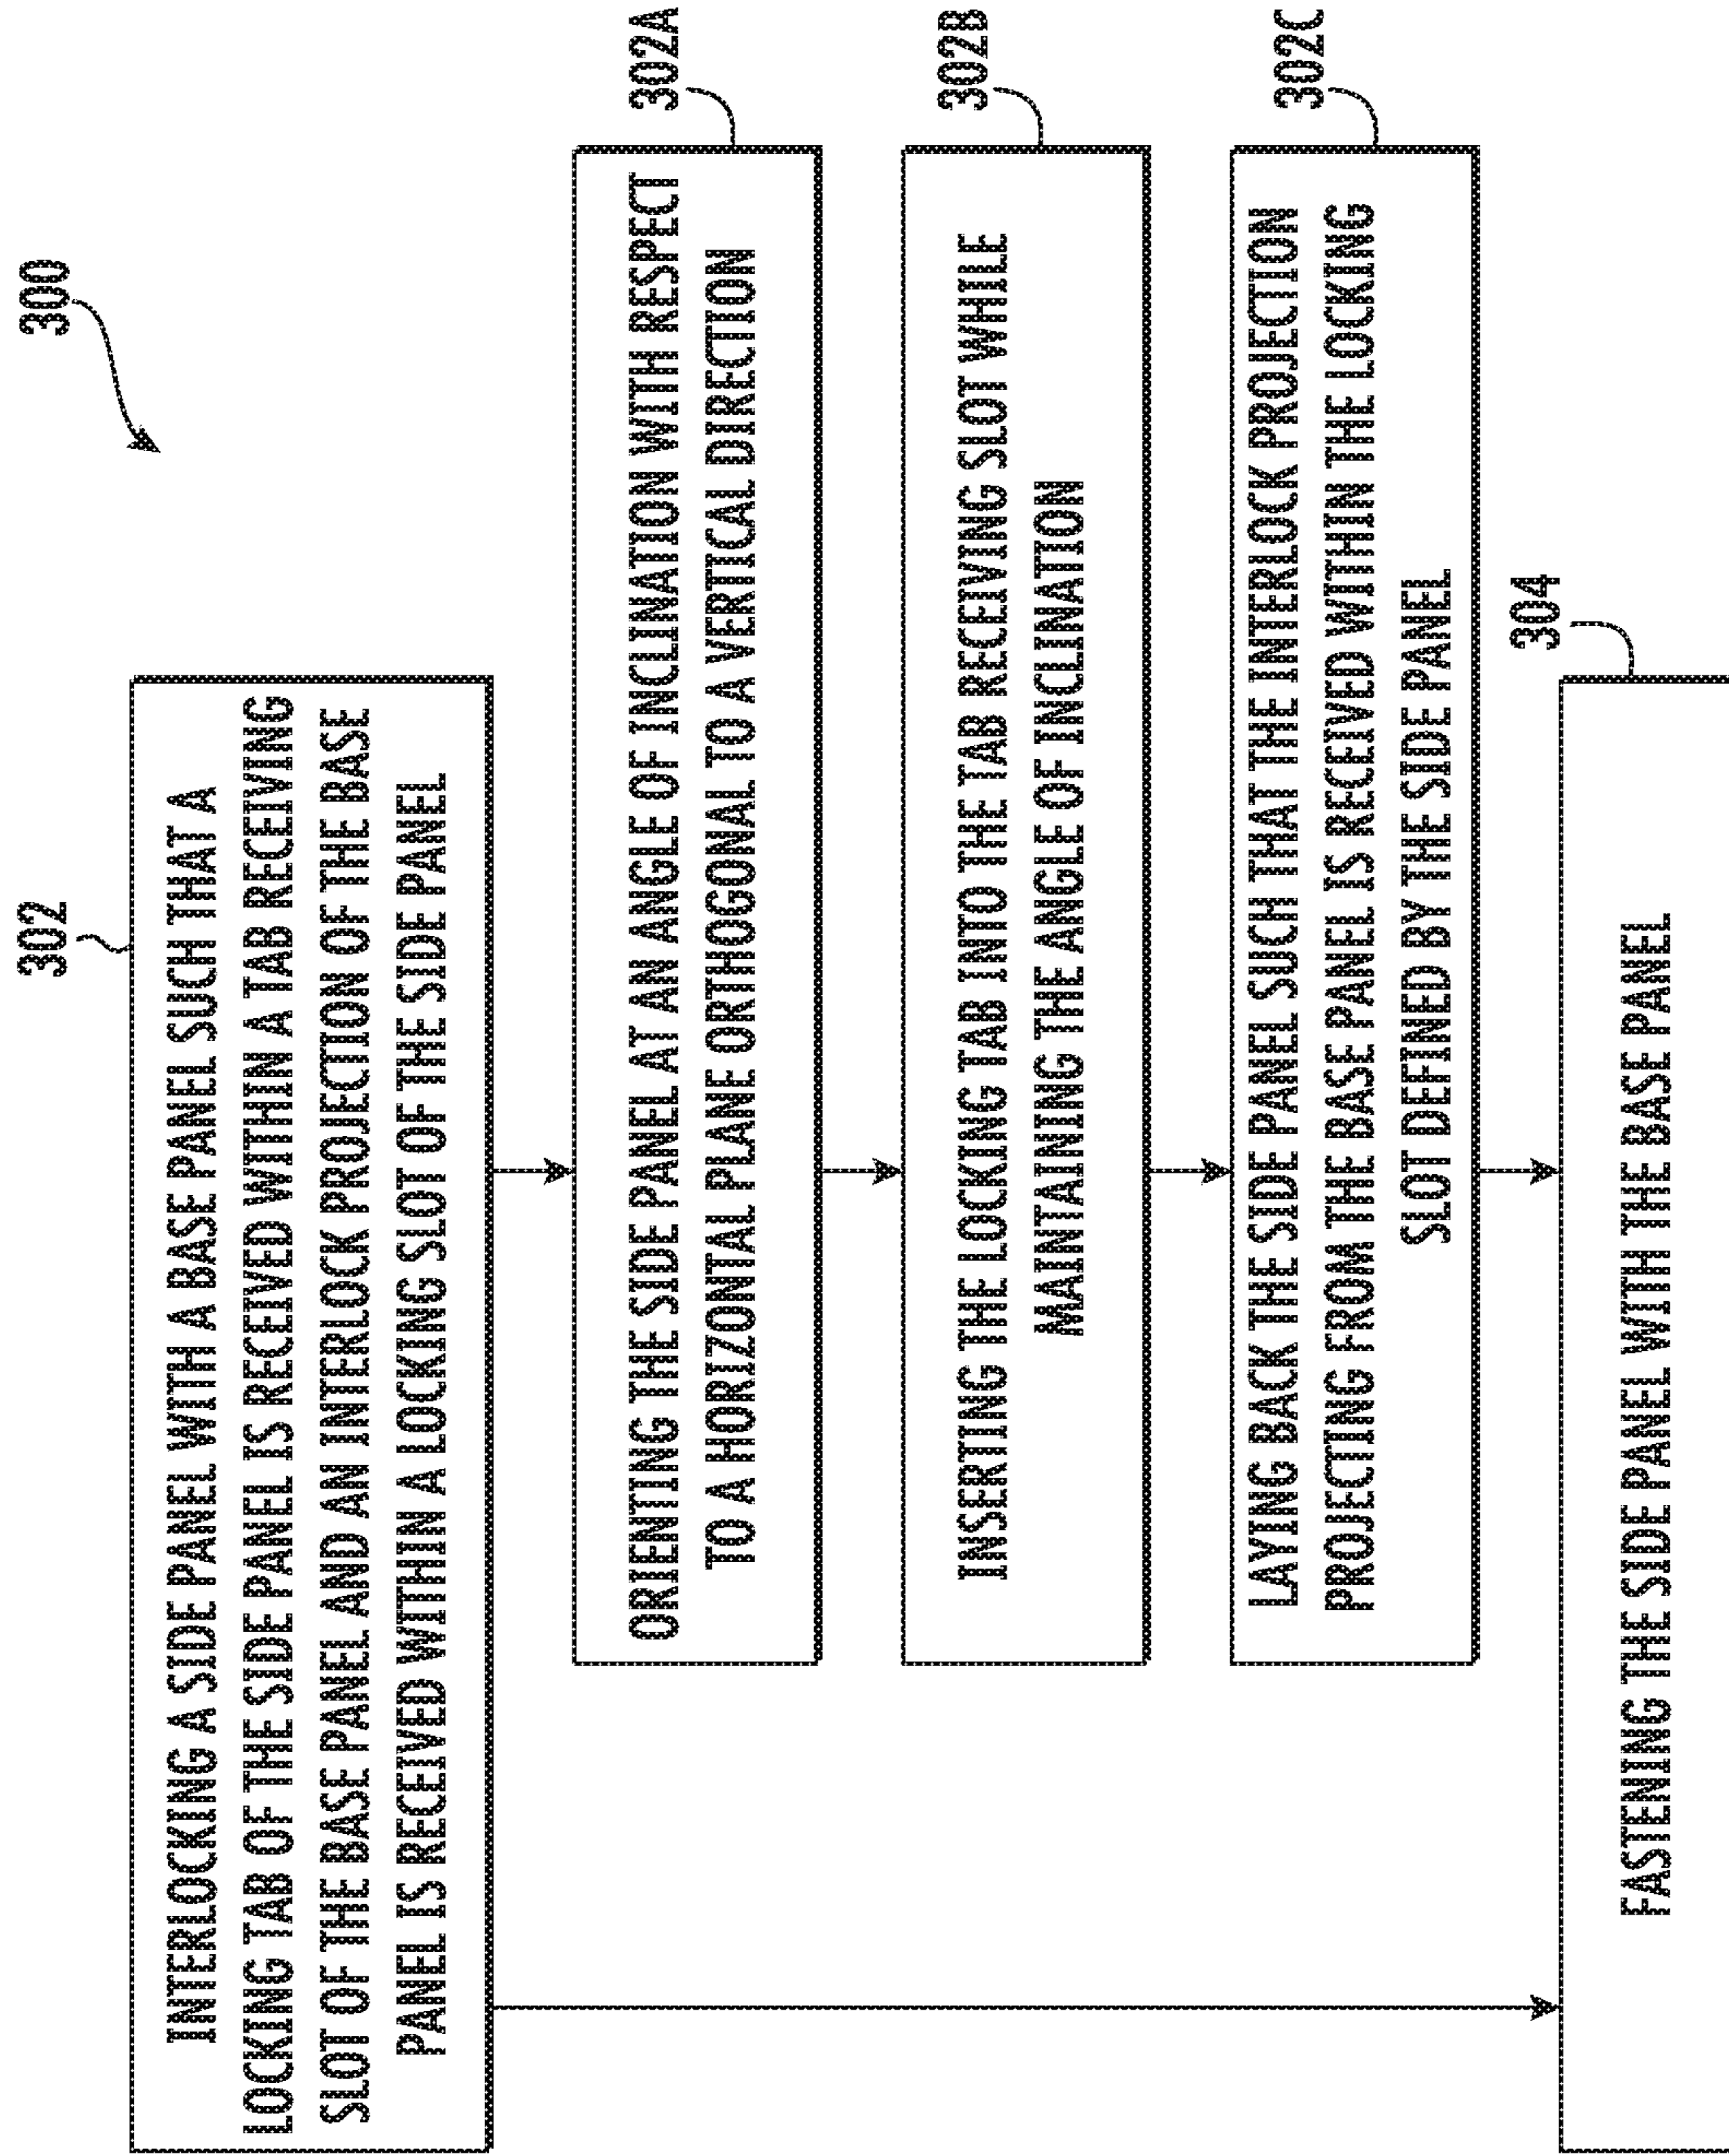 300
302
INTERLOCKING A SIDE PANEL WITH A BASE PANEL SUCH THAT A
LOCKING TAB OF THE SIDE PANEL IS RECEIVED WITHIN A TAB RECEIVING
SLOT OF THE BASE PANEL AND AN INTERLOCK PROJECTION OF THE BASE
PANEL IS RECEIVED WITHIN A LOCKING SLOT OF THE SIDE PANEL
302A
ORIENTING THE SIDE PANEL AT AN ANGLE OF INCLINATION WITH RESPECT
TO A HORIZONTAL PLANE ORTHOGONAL TO A VERTICAL DIRECTION
302B
INSERTING THE LOCKING TAB INTO THE TAB RECEIVING SLOT WHILE
MAINTAINING THE ANGLE OF INCLINATION
302C
LAYING BACK THE SIDE PANEL SUCH THAT THE INTERLOCK PROJECTION
PROJECTING FROM THE BASE PANEL IS RECEIVED WITHIN THE LOCKING
SLOT DEFINED BY THE SIDE PANEL
304
FASTENING THE SIDE PANEL WITH THE BASE PANEL